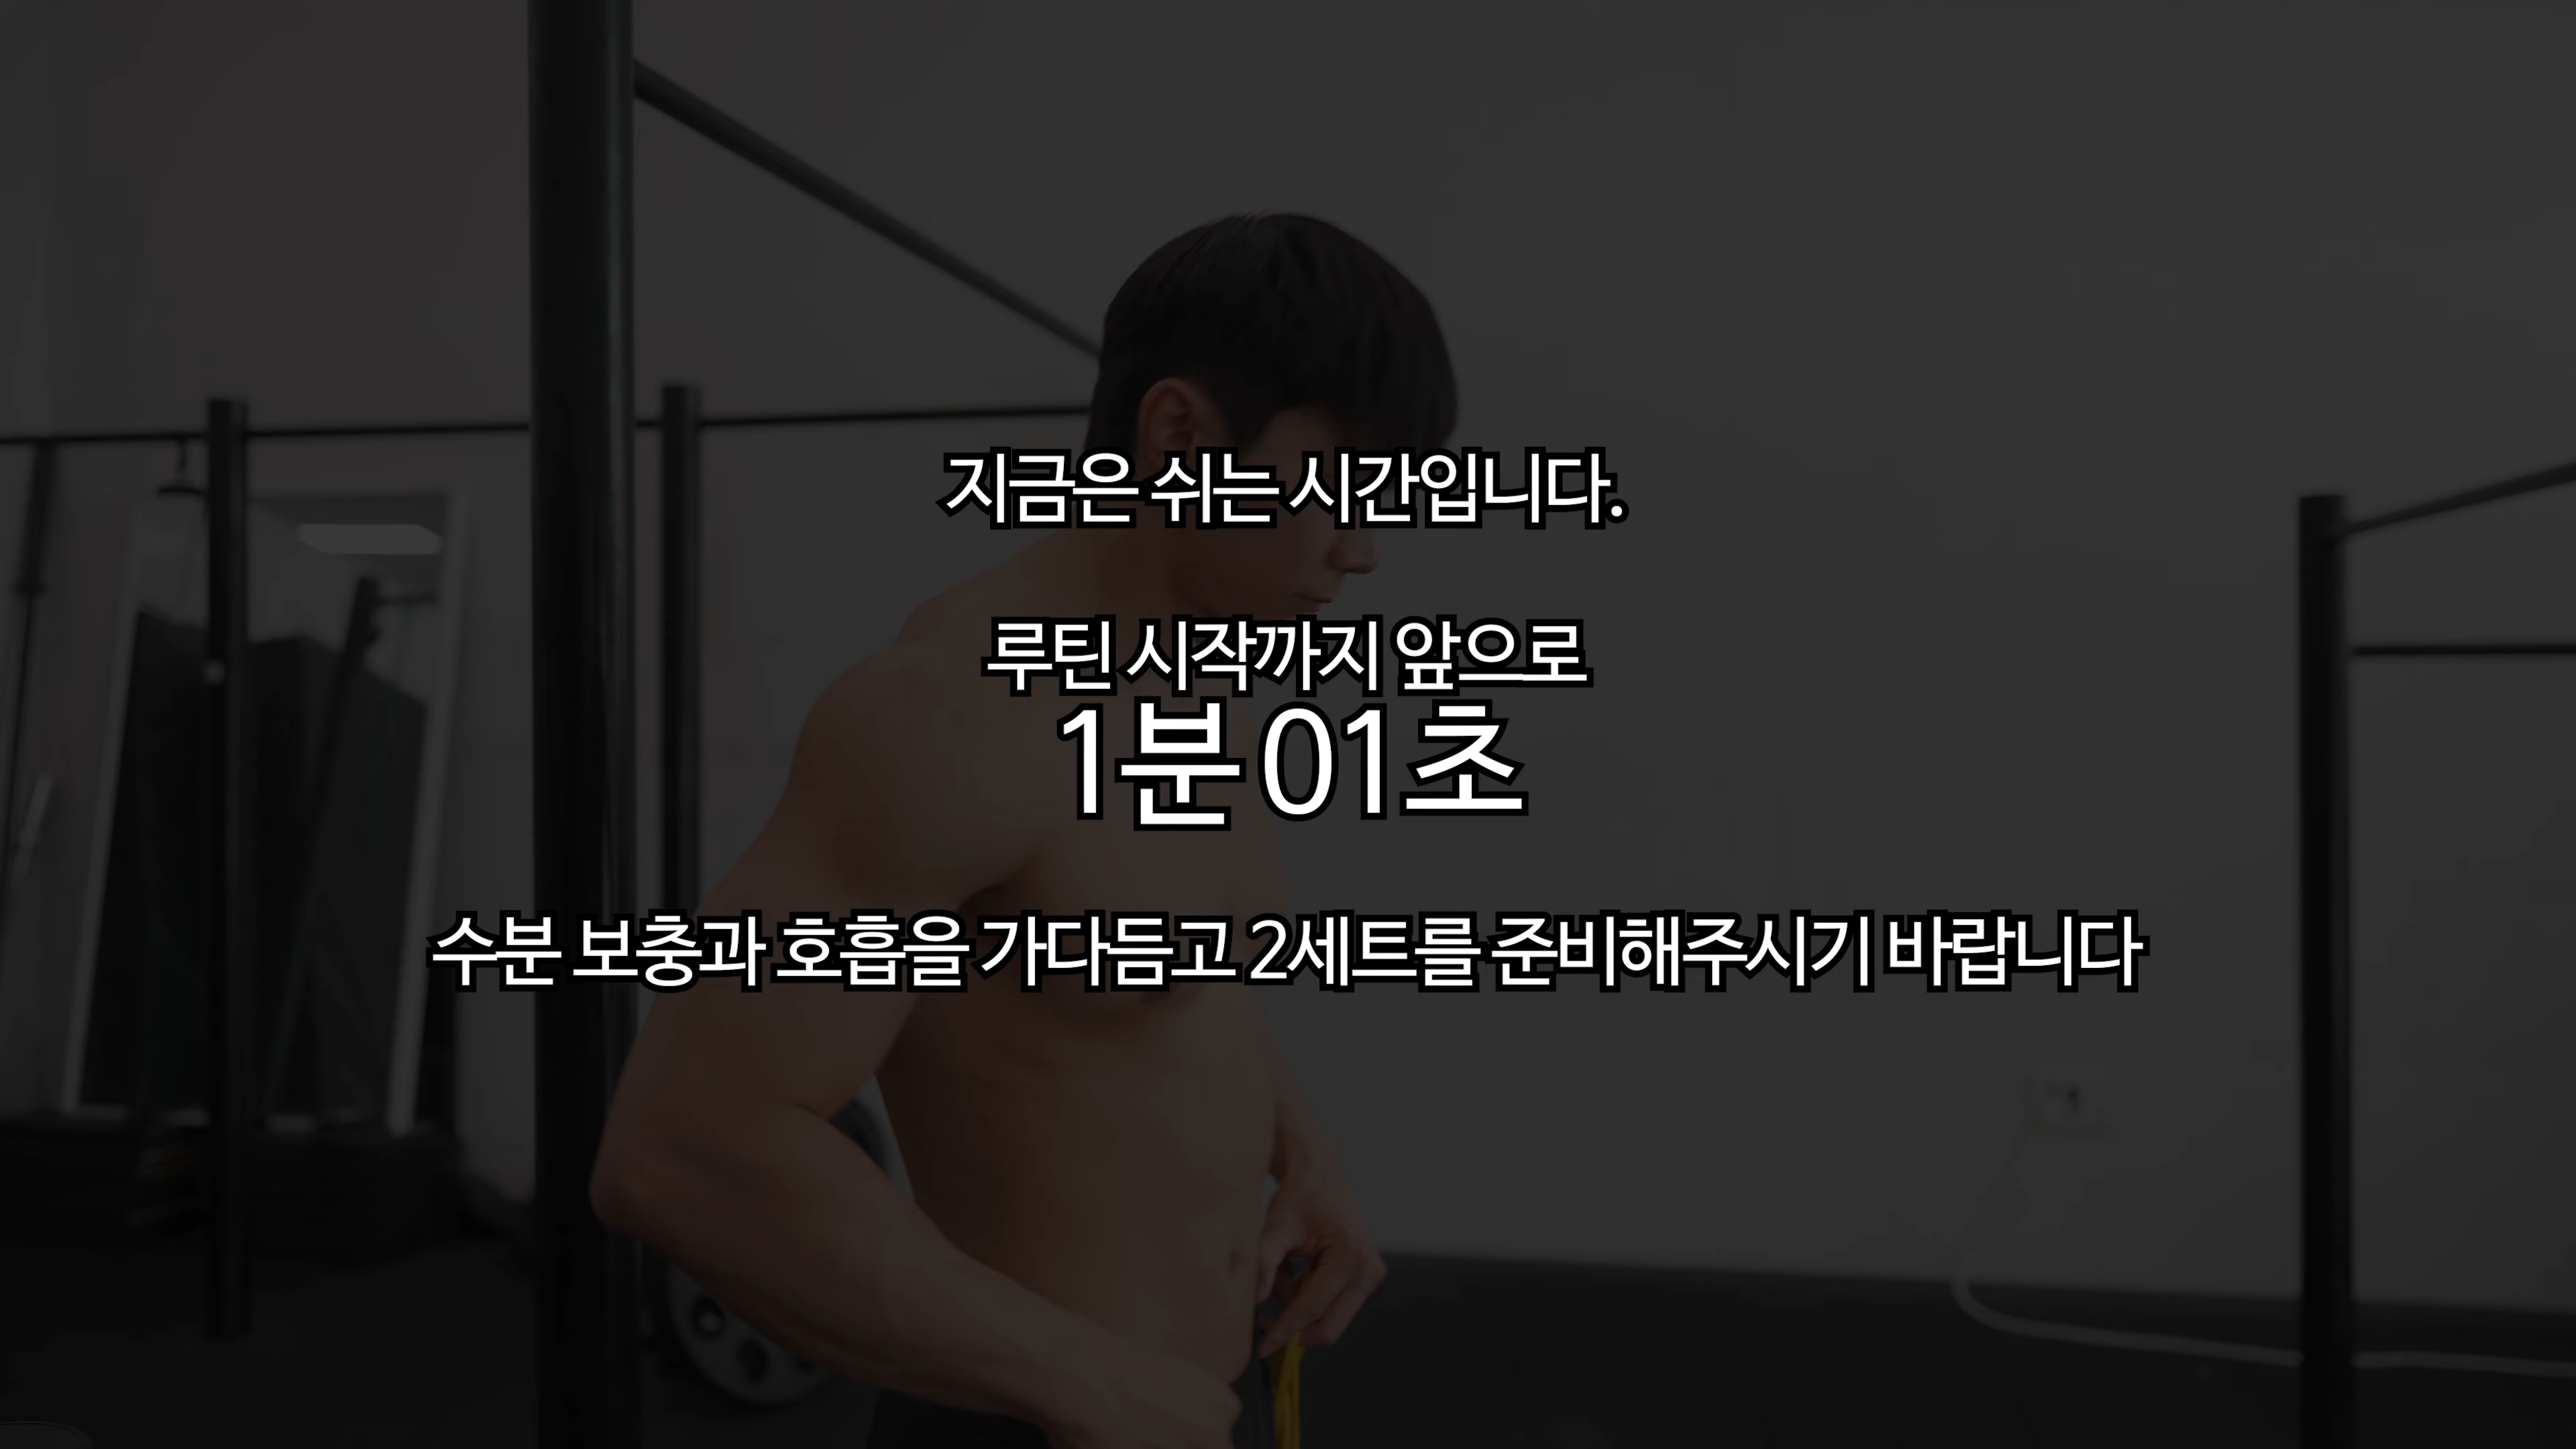 지금은 쉬는 시간입니다.
루틴 시작까지 앞으로
1분 01초
수분 보충과 호흡을 가다듬고 2세트를 준비해주시기 바랍니다